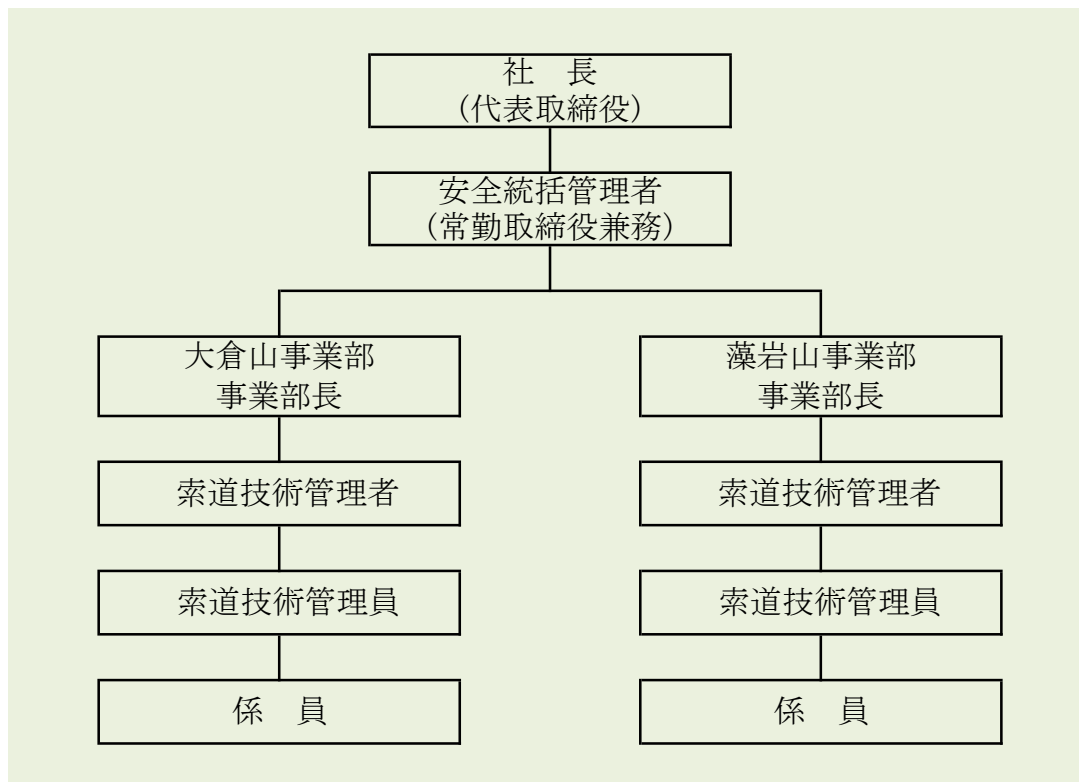 社　長
(代表取締役)
安全統括管理者
(常勤取締役兼務)
大倉山事業部
事業部長
藻岩山事業部
事業部長
索道技術管理者
索道技術管理者
索道技術管理員
索道技術管理員
係　員
係　員